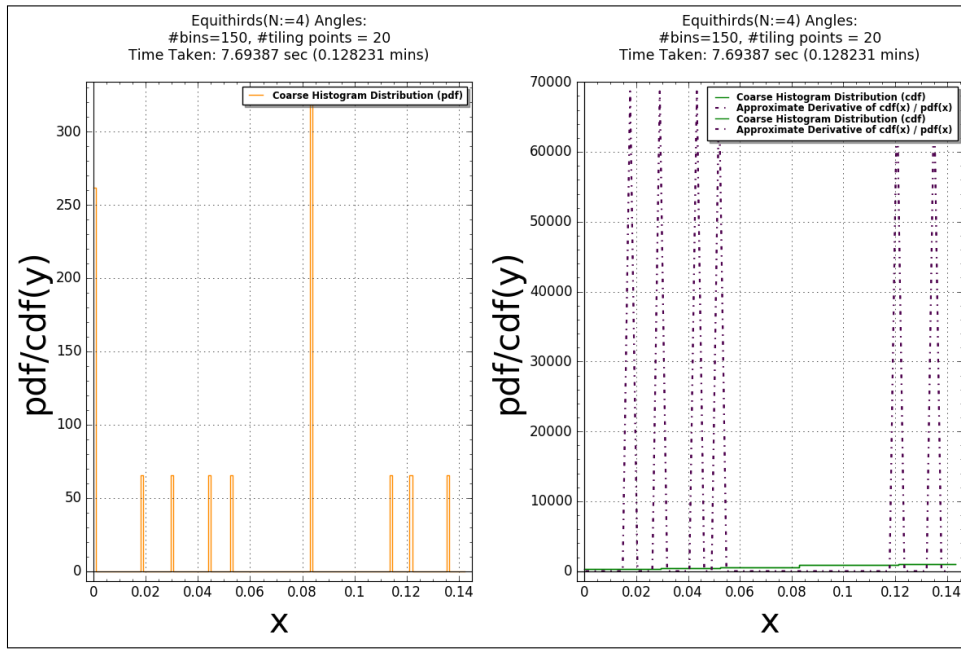 Equithirds(N:=4) Angles:
#bins=150, #tiling points = 20
Time Taken: 7.69387 sec (0.128231 mins)
Coarse Histogram Distribution (pdf)
pdf/cdf(y)
300
250
200
150
100
50
0
0
0.02
0.04
0.06
0.08
0.1
0.12
0.14
x
Equithirds(N:=4) Angles:
#bins=150, #tiling points = 20
Time Taken: 7.69387 sec (0.128231 mins)
Coarse Histogram Distribution (cdf)
Approximate Derivative of cdf(x) / pdf(x)
Coarse Histogram Distribution (cdf)
Approximate Derivative of cdf(x) / pdf(x)
pdf/cdf(y)
70000
60000
50000
40000
30000
20000
10000
0
0
0.02
0.04
0.06
0.08
0.1
0.12
0.14
x